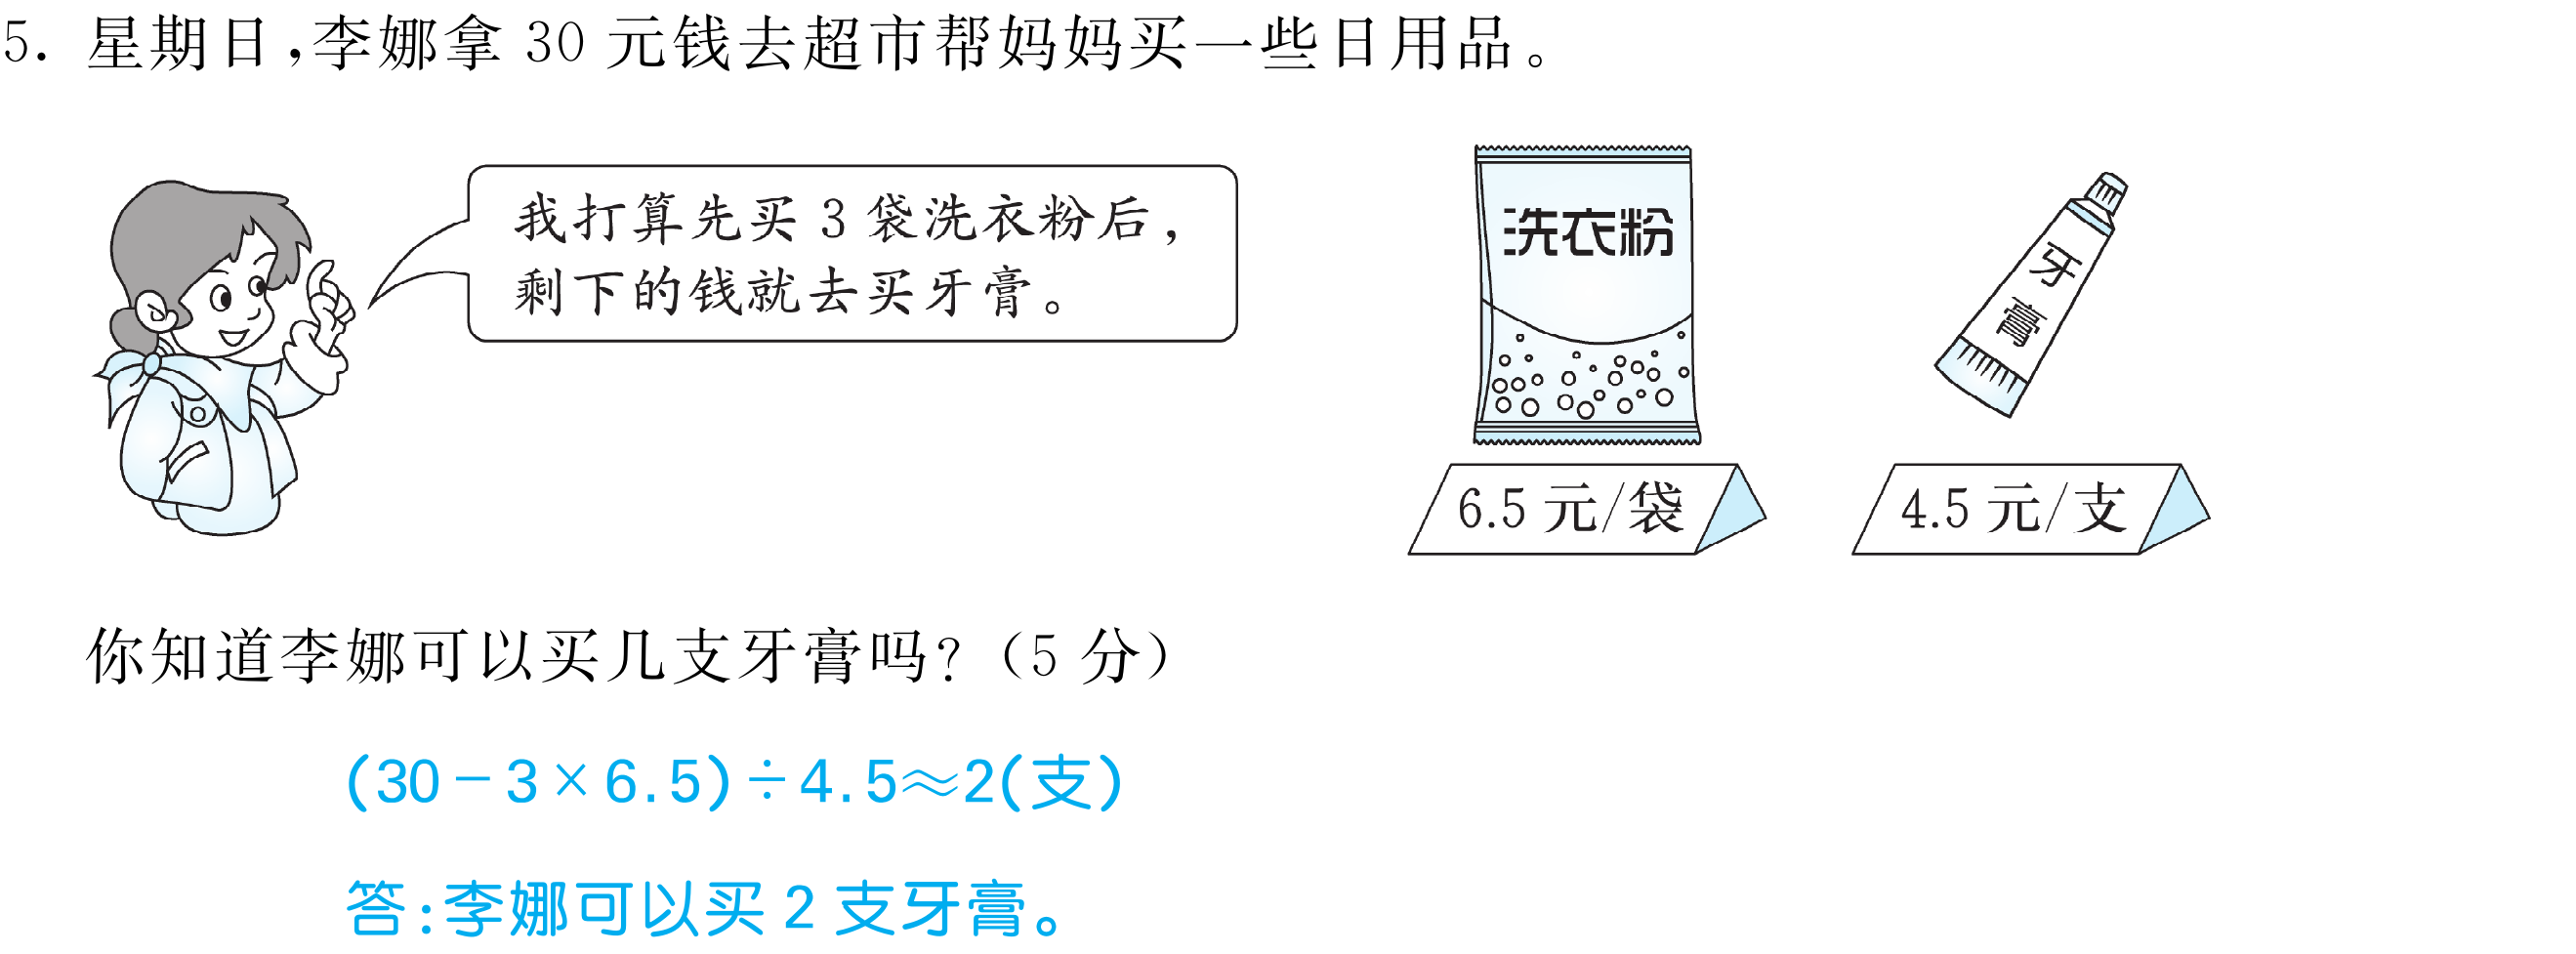 5. 星期日,李娜拿 30 元钱去超市帮妈妈买一些日用品。
我打算先买 3 袋洗衣粉后,
剩下的钱就去买牙膏。
洗衣粉
牙膏
6.5 元/袋
4.5 元/支
你知道李娜可以买几支牙膏吗?(5 分)
(30-3×6.5)÷4.5≈2(支)
答:李娜可以买 2 支牙膏。